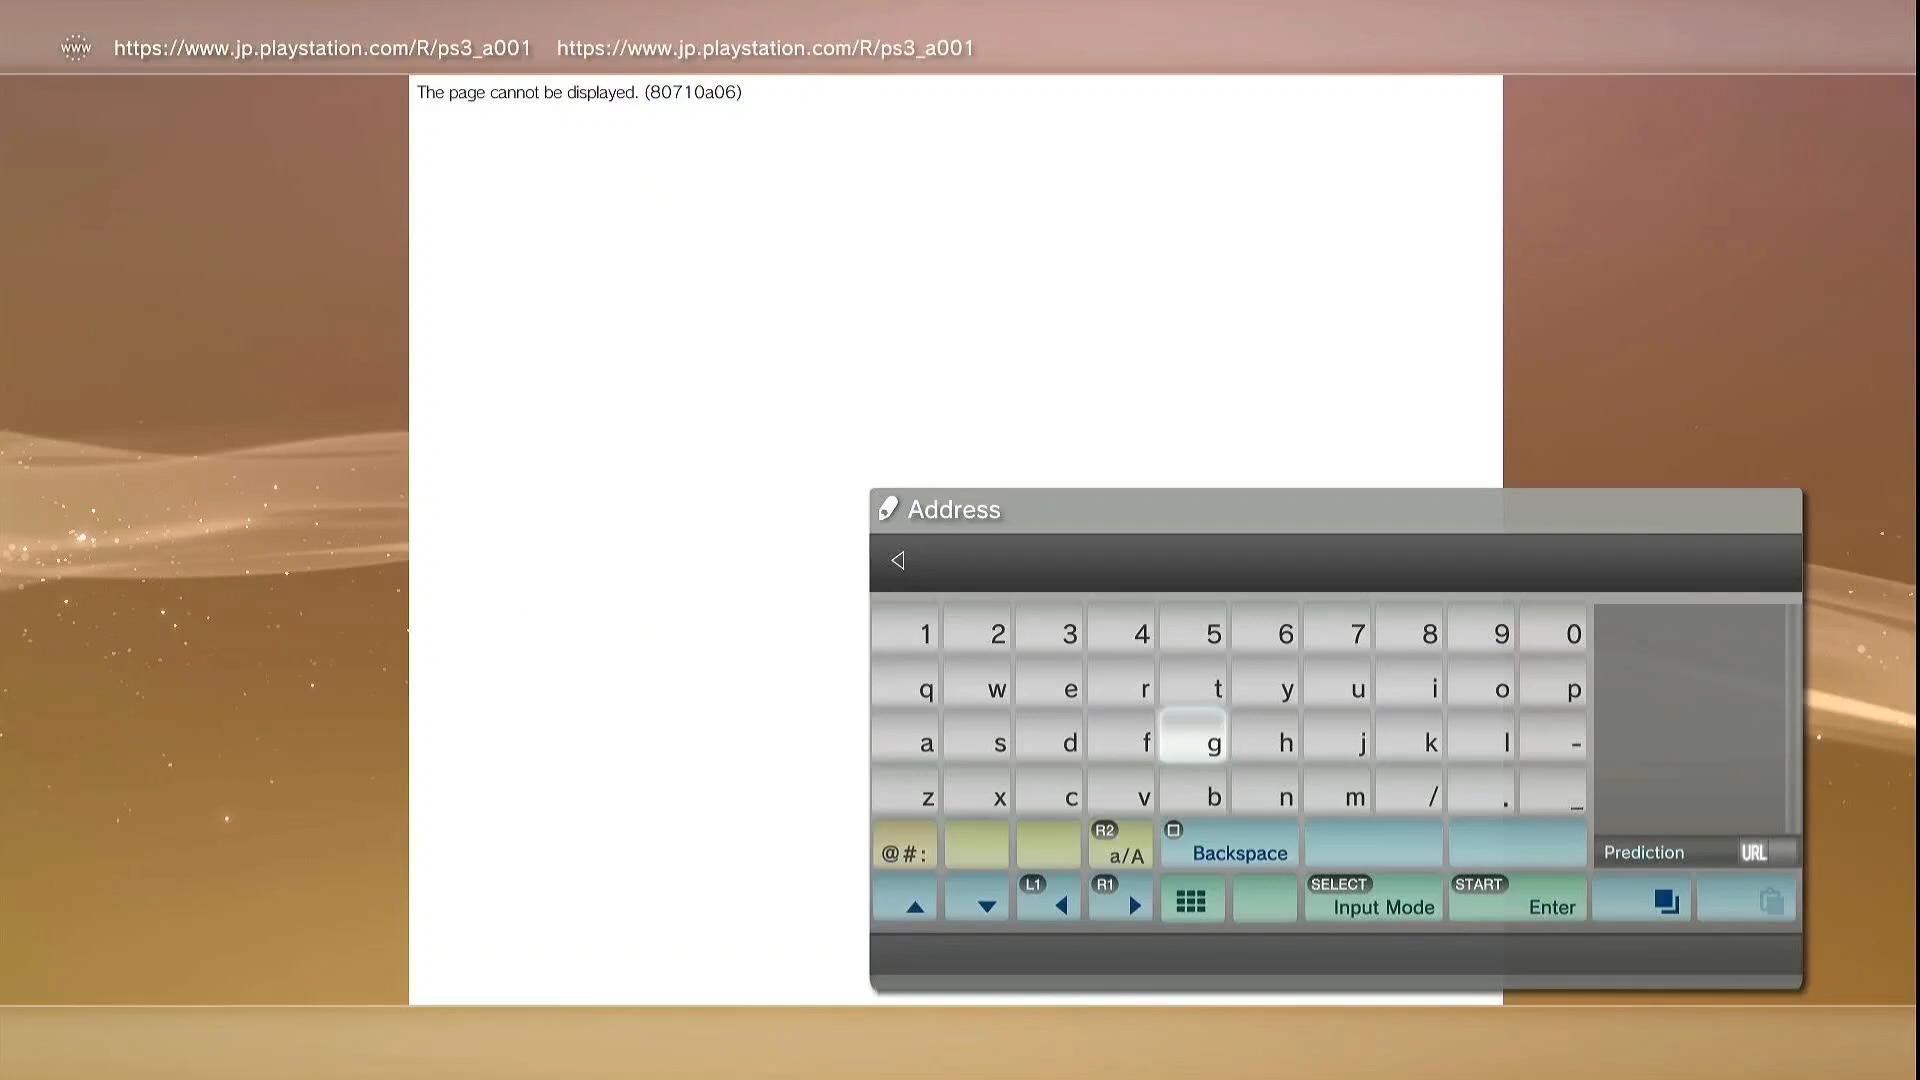 www https://www.jp.playstation.com/R/ps3_a001 https://www.jp.playstation.com/R/ps3_a001
The page cannot be displayed. (80710a06)
Address
1 2 3 4 5 6 7 8 9 0
q w e r t y u i o p
a s d f g h j k l -
z x c v b n m / . _
@#: R2 a/A Backspace
Prediction URL
L1 R1 SELECT Input Mode START Enter